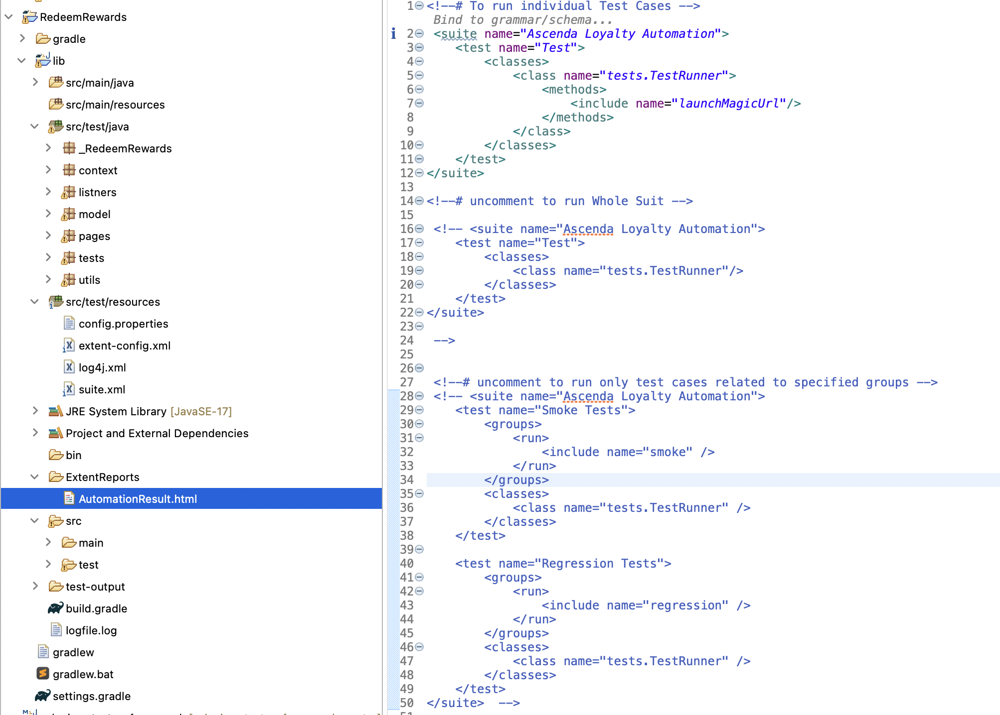 RedeemRewards
gradle
lib
src/main/java
src/main/resources
src/test/java
_RedeemRewards
context
listners
model
pages
tests
utils
src/test/resources
config.properties
extent-config.xml
log4j.xml
suite.xml
JRE System Library [JavaSE-17]
Project and External Dependencies
bin
ExtentReports
AutomationResult.html
src
main
test
test-output
build.gradle
logfile.log
gradlew
gradlew.bat
settings.gradle
1 <!--# To run individual Test Cases -->
Bind to grammar/schema...
2 <suite name="Ascenda Loyalty Automation">
3 <test name="Test">
4 <classes>
5 <class name="tests.TestRunner">
6 <methods>
7 <include name="launchMagicUrl"/>
8 </methods>
9 </class>
10 </classes>
11 </test>
12 </suite>
13
14 <!--# uncomment to run Whole Suit -->
15
16 <!-- <suite name="Ascenda Loyalty Automation">
17 <test name="Test">
18 <classes>
19 <class name="tests.TestRunner"/>
20 </classes>
21 </test>
22 </suite>
23
24 -->
25
26
27 <!--# uncomment to run only test cases related to specified groups -->
28 <!-- <suite name="Ascenda Loyalty Automation">
29 <test name="Smoke Tests">
30 <groups>
31 <run>
32 <include name="smoke" />
33 </run>
34 </groups>
35 <classes>
36 <class name="tests.TestRunner" />
37 </classes>
38 </test>
39
40 <test name="Regression Tests">
41 <groups>
42 <run>
43 <include name="regression" />
44 </run>
45 </groups>
46 <classes>
47 <class name="tests.TestRunner" />
48 </classes>
49 </test>
50 </suite> -->